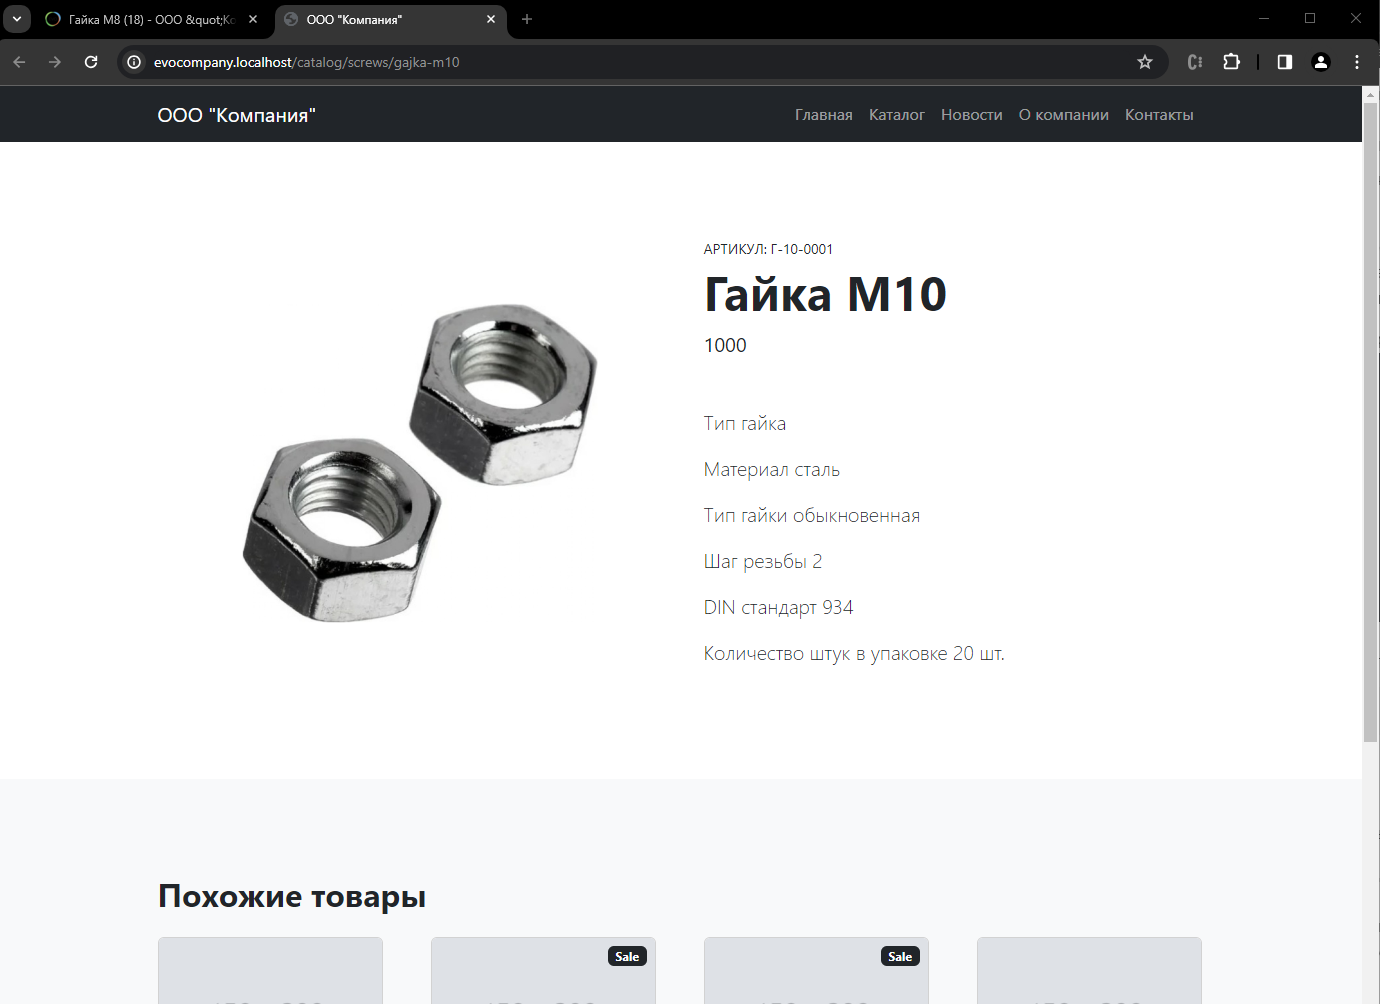 Гайка М8 (18) - ООО &quot;Ко
ООО "Компания"
evocompany.localhost/catalog/screws/gajka-m10
ООО "Компания"
Главная Каталог Новости О компании Контакты
АРТИКУЛ: Г-10-0001
Гайка М10
1000
Тип гайка
Материал сталь
Тип гайки обыкновенная
Шаг резьбы 2
DIN стандарт 934
Количество штук в упаковке 20 шт.
Похожие товары
Sale
Sale